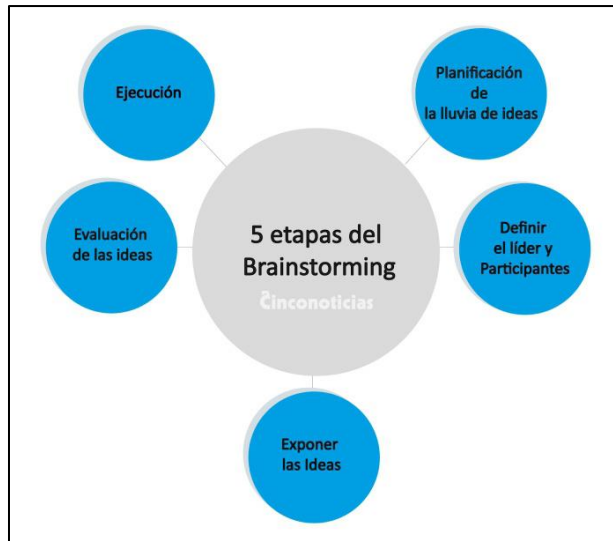 Ejecución
Planificación
de
la lluvia de ideas
5 etapas del
Brainstorming
Cinconoticias
Evaluación
de las ideas
Definir
el líder y
Participantes
Exponer
las Ideas